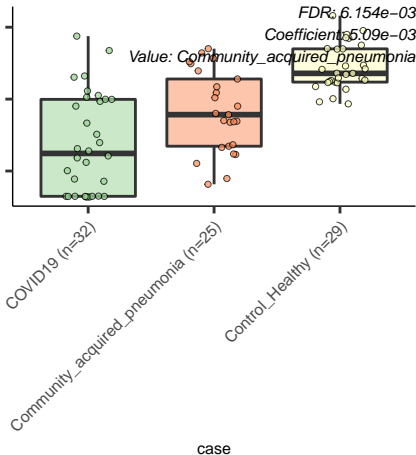 FDR: 6.154e−03
Coefficient: 5.09e−03
Value: Community_acquired_pneumonia
COVID19 (n=32)
Community_acquired_pneumonia (n=25)
Control_Healthy (n=29)
case